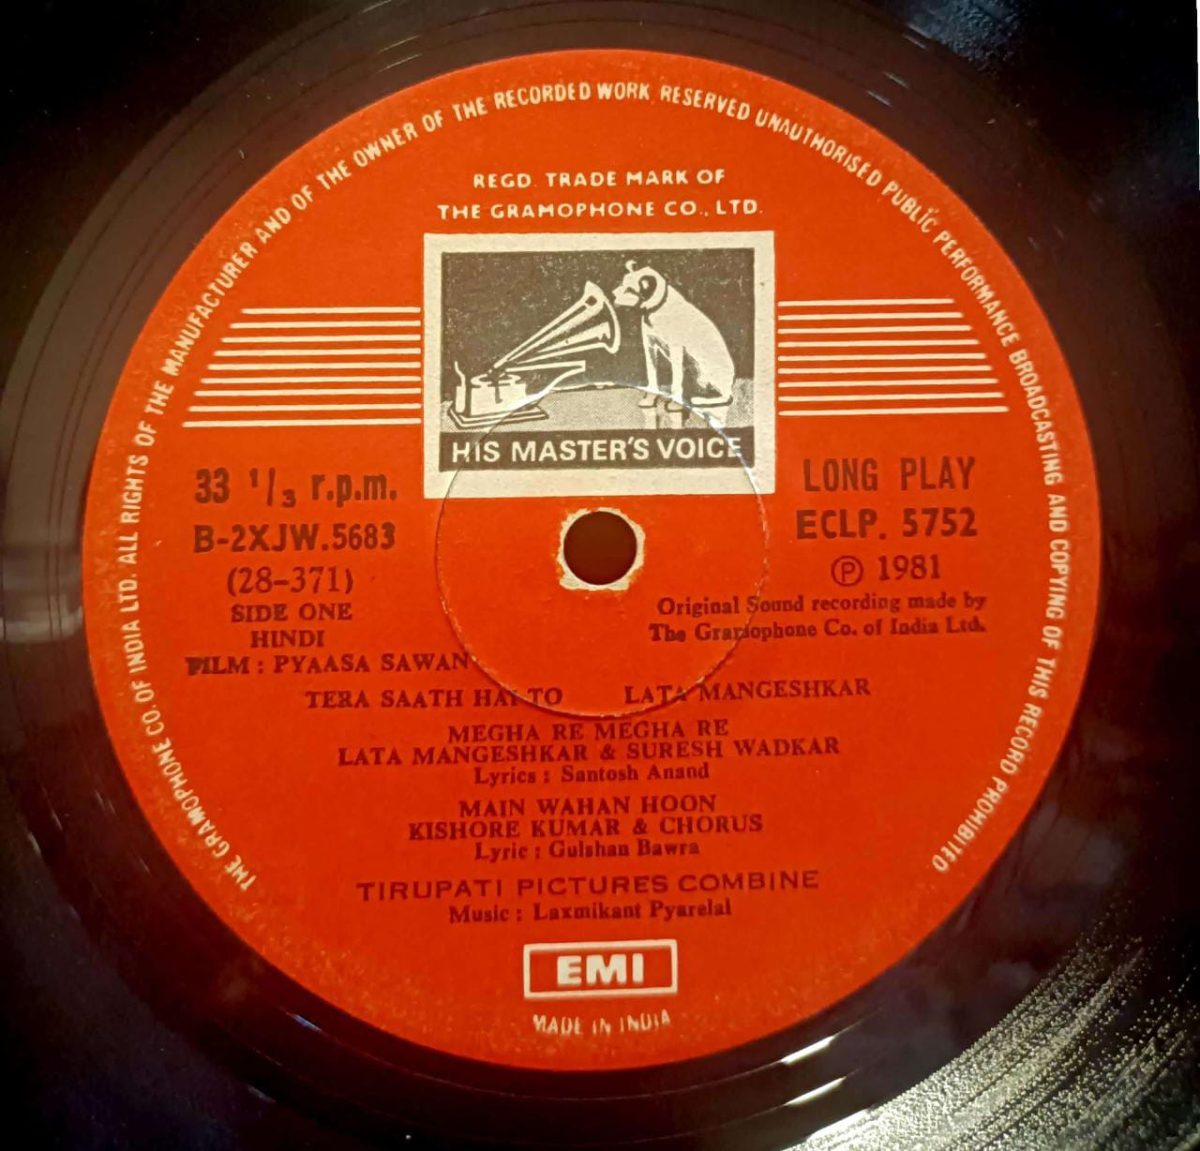 THE GRAMOPHONE CO. OF INDIA LTD. ALL RIGHTS OF THE MANUFACTURER AND OF THE OWNER OF THE RECORDED WORK RESERVED UNAUTHORISED PUBLIC PERFORMANCE BROADCASTING AND COPYING OF THIS RECORD PROHIBITED
REGD. TRADE MARK OF
THE GRAMOPHONE CO., LTD.
HIS MASTER'S VOICE
33 1/3 r.p.m.
B-2XJW.5683
(28-371)
SIDE ONE
HINDI
FILM : PYAASA SAWAN
LONG PLAY
ECLP. 5752
Ⓟ 1981
Original Sound recording made by
The Gramophone Co. of India Ltd.
TERA SAATH HAI TO LATA MANGESHKAR
MEGHA RE MEGHA RE
LATA MANGESHKAR & SURESH WADKAR
Lyrics : Santosh Anand
MAIN WAHAN HOON
KISHORE KUMAR & CHORUS
Lyric : Gulshan Bawra
TIRUPATI PICTURES COMBINE
Music : Laxmikant Pyarelal
EMI
MADE IN INDIA